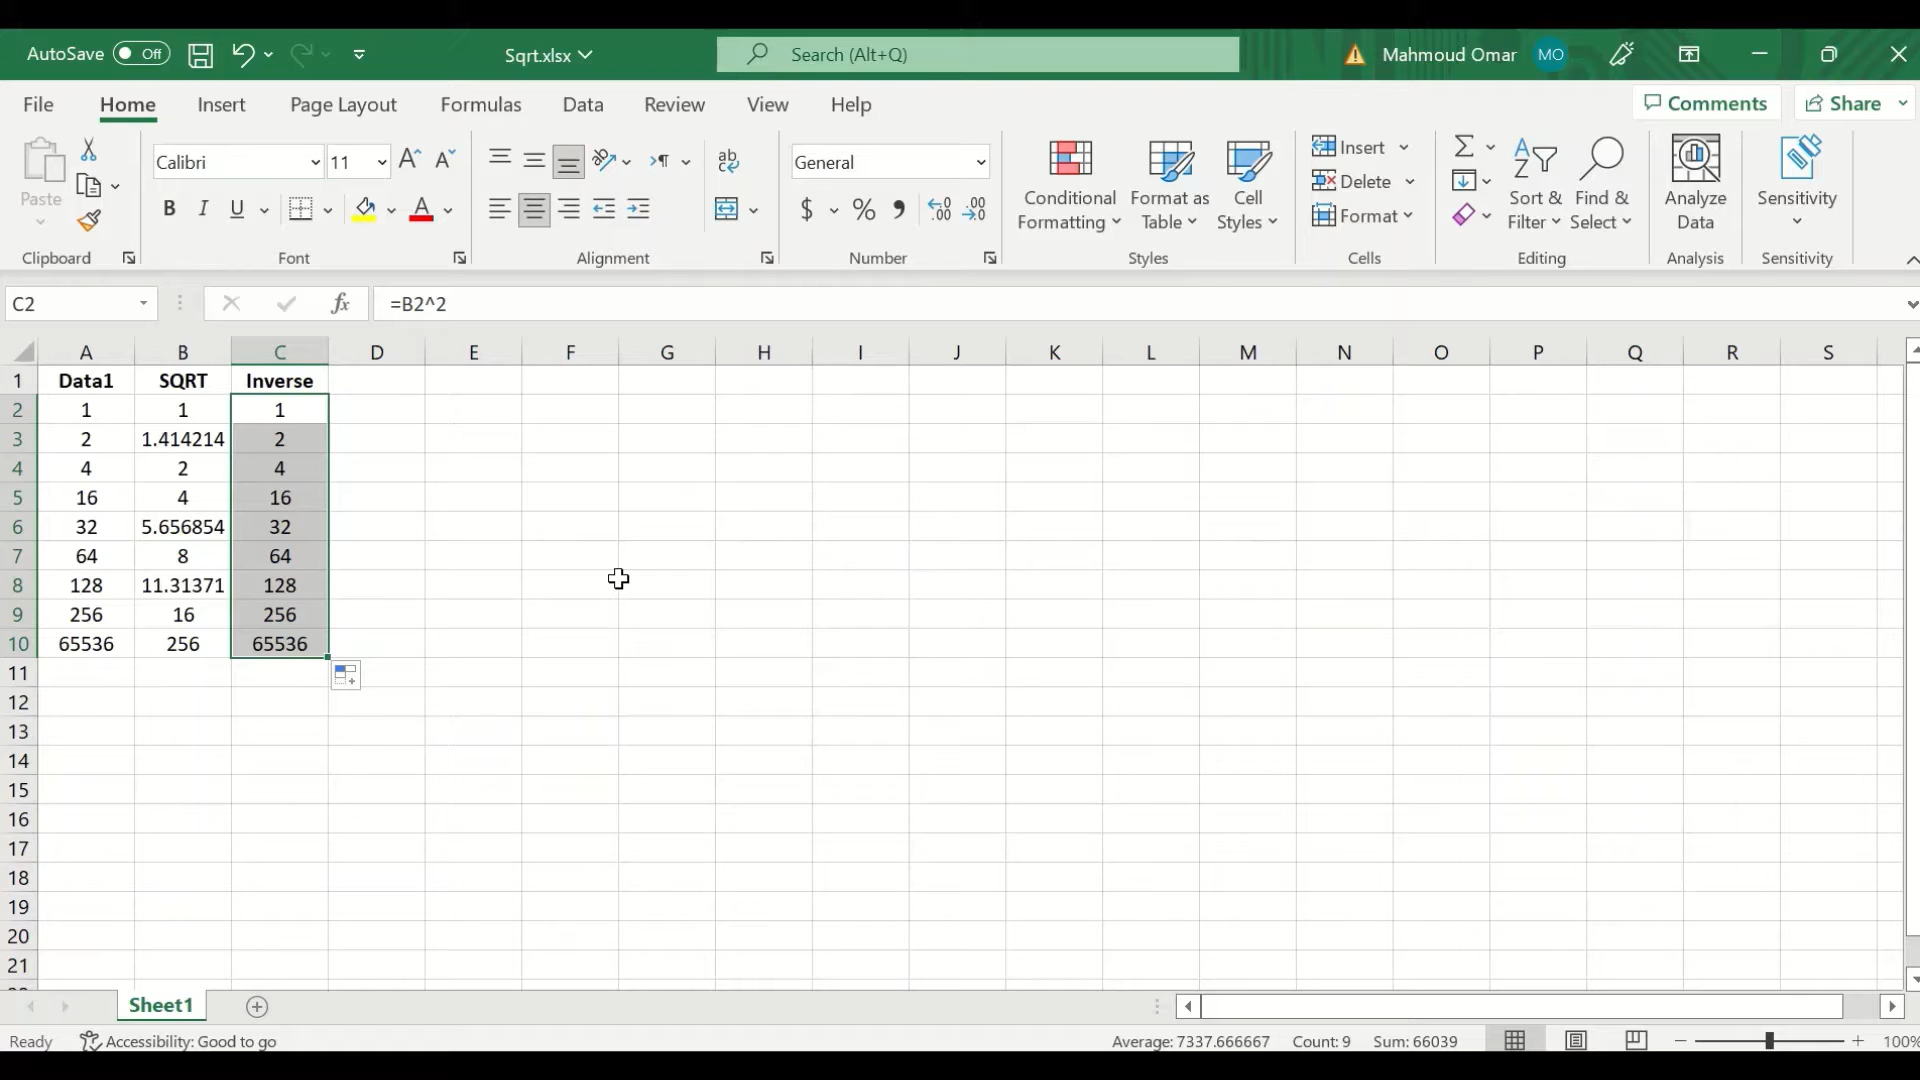 AutoSave Off Sqrt.xlsx Search (Alt+Q) Mahmoud Omar MO
File Home Insert Page Layout Formulas Data Review View Help Comments Share
Paste Calibri 11 A A ab General Conditional Formatting Format as Table Cell Styles Insert Delete Format Sort & Filter Find & Select Analyze Data Sensitivity
B I U A $ % .00
Clipboard Font Alignment Number Styles Cells Editing Analysis Sensitivity
C2 fx =B2^2
A B C D E F G H I J K L M N O P Q R S
1 Data1 SQRT Inverse
2 1 1 1
3 2 1.414214 2
4 4 2 4
5 16 4 16
6 32 5.656854 32
7 64 8 64
8 128 11.31371 128
9 256 16 256
10 65536 256 65536
11
12
13
14
15
16
17
18
19
20
21
Sheet1
Ready Accessibility: Good to go Average: 7337.666667 Count: 9 Sum: 66039 100%